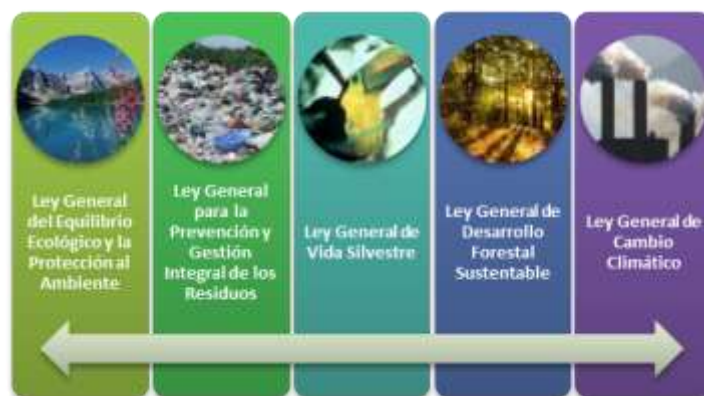 Ley General
del Equilibrio
Ecológico y la
Protección al
Ambiente
Ley General
para la
Prevención y
Gestión
Integral de los
Residuos
Ley General de
Vida Silvestre
Ley General de
Desarrollo
Forestal
Sustentable
Ley General de
Cambio
Climático